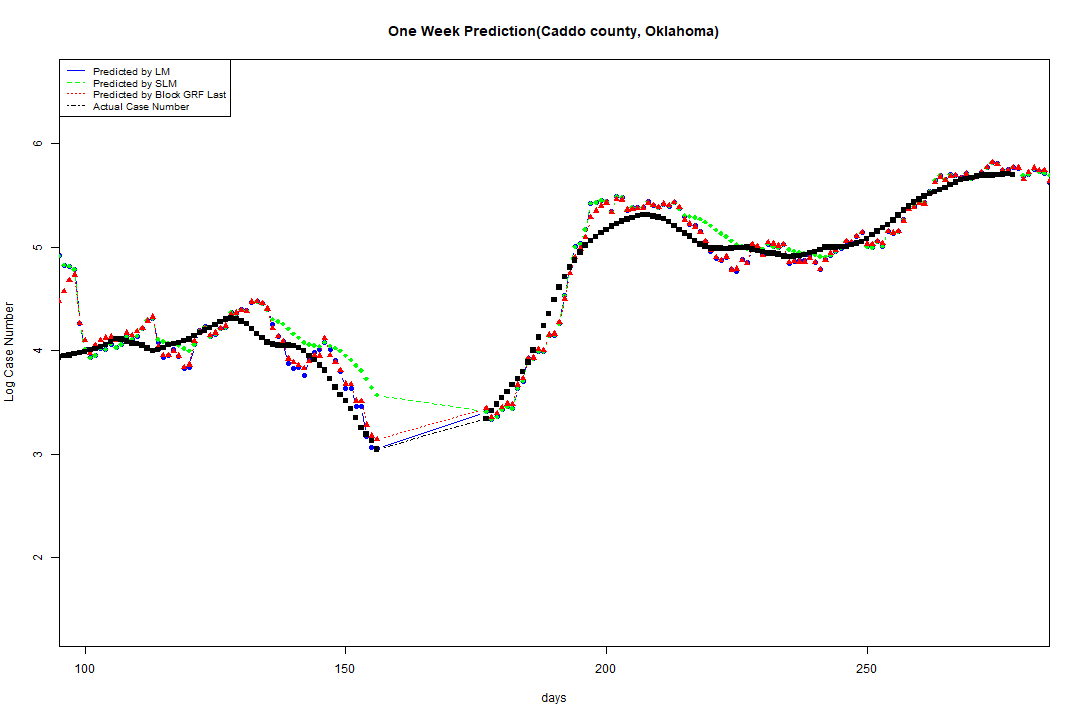 One Week Prediction(Caddo county, Oklahoma)
Predicted by LM
Predicted by SLM
Predicted by Block GRF Last
Actual Case Number
6
5
4
3
2
Log Case Number
100 150 200 250
days